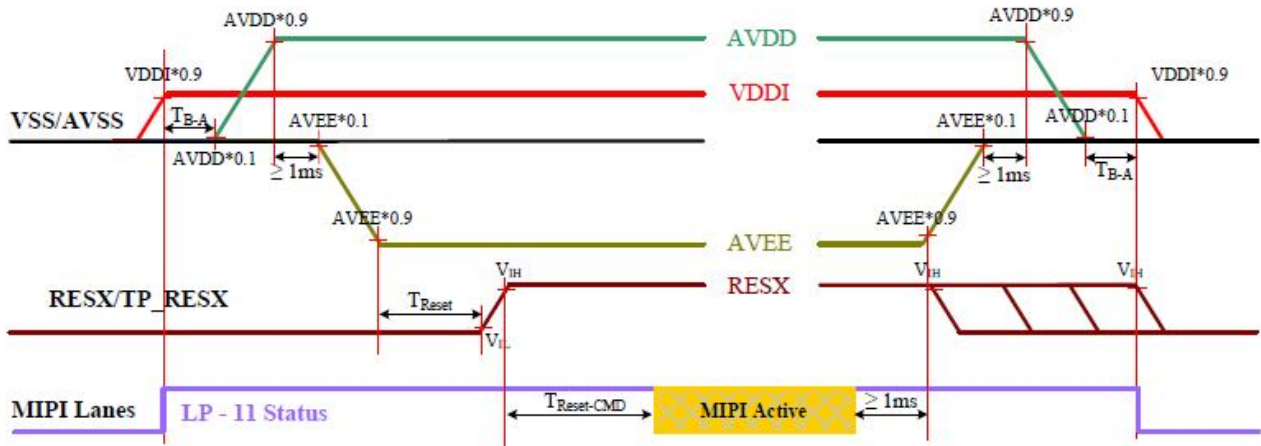 AVDD*0.9
AVDD*0.9
AVDD
VDDI*0.9
VDDI*0.9
VDDI
VSS/AVSS
TB-A
AVEE*0.1
AVEE*0.1
AVDD*0.1
AVDD*0.1
≥ 1ms
≥ 1ms
TB-A
AVEE*0.9
AVEE*0.9
AVEE
VIH
VIH
VIH
RESX
RESX/TP_RESX
TReset
VIL
MIPI Lanes
LP - 11 Status
TReset-CMD
MIPI Active
≥ 1ms